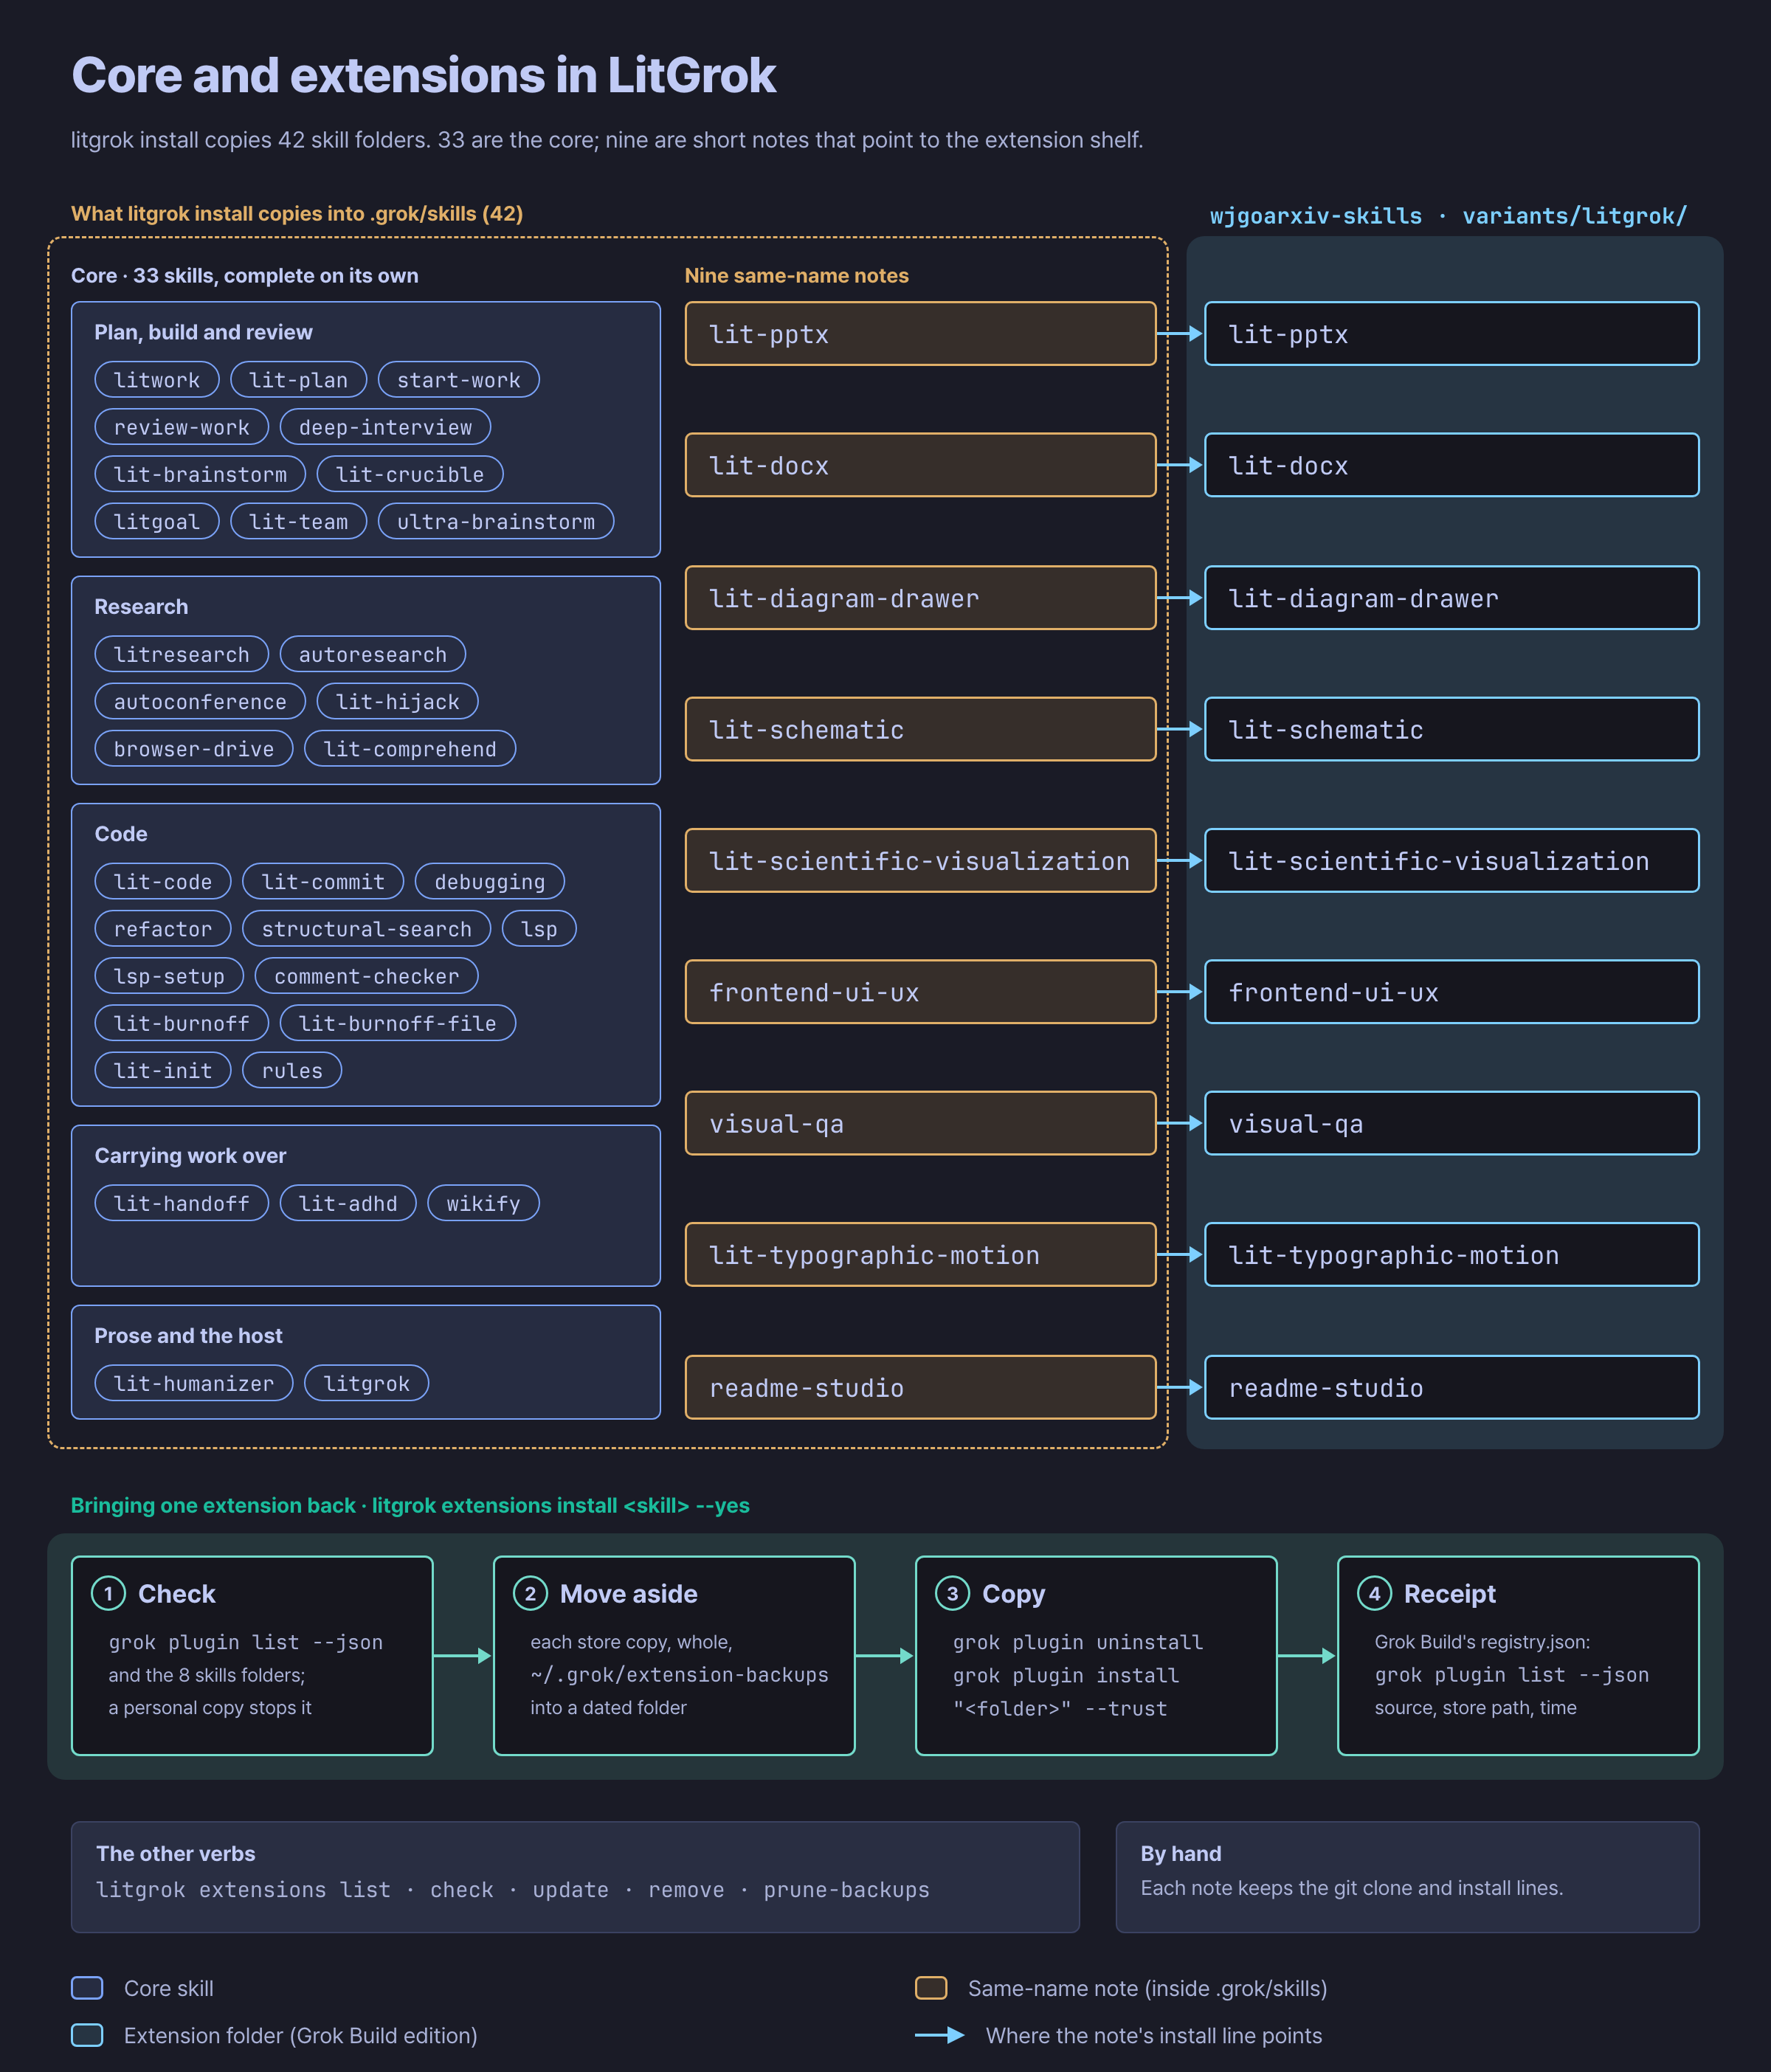 Core and extensions in LitGrok
litgrok install copies 42 skill folders. 33 are the core; nine are short notes that point to the extension shelf.
What litgrok install copies into .grok/skills (42)
wjgoarxiv-skills · variants/litgrok/
Core · 33 skills, complete on its own
Plan, build and review
litwork lit-plan start-work
review-work deep-interview
lit-brainstorm lit-crucible
litgoal lit-team ultra-brainstorm
Research
litresearch autoresearch
autoconference lit-hijack
browser-drive lit-comprehend
Code
lit-code lit-commit debugging
refactor structural-search lsp
lsp-setup comment-checker
lit-burnoff lit-burnoff-file
lit-init rules
Carrying work over
lit-handoff lit-adhd wikify
Prose and the host
lit-humanizer litgrok
Nine same-name notes
lit-pptx
lit-docx
lit-diagram-drawer
lit-schematic
lit-scientific-visualization
frontend-ui-ux
visual-qa
lit-typographic-motion
readme-studio
lit-pptx
lit-docx
lit-diagram-drawer
lit-schematic
lit-scientific-visualization
frontend-ui-ux
visual-qa
lit-typographic-motion
readme-studio
Bringing one extension back · litgrok extensions install <skill> --yes
1 Check
grok plugin list --json
and the 8 skills folders;
a personal copy stops it
2 Move aside
each store copy, whole,
~/.grok/extension-backups
into a dated folder
3 Copy
grok plugin uninstall
grok plugin install
"<folder>" --trust
4 Receipt
Grok Build's registry.json:
grok plugin list --json
source, store path, time
The other verbs
litgrok extensions list · check · update · remove · prune-backups
By hand
Each note keeps the git clone and install lines.
Core skill
Same-name note (inside .grok/skills)
Extension folder (Grok Build edition)
Where the note's install line points